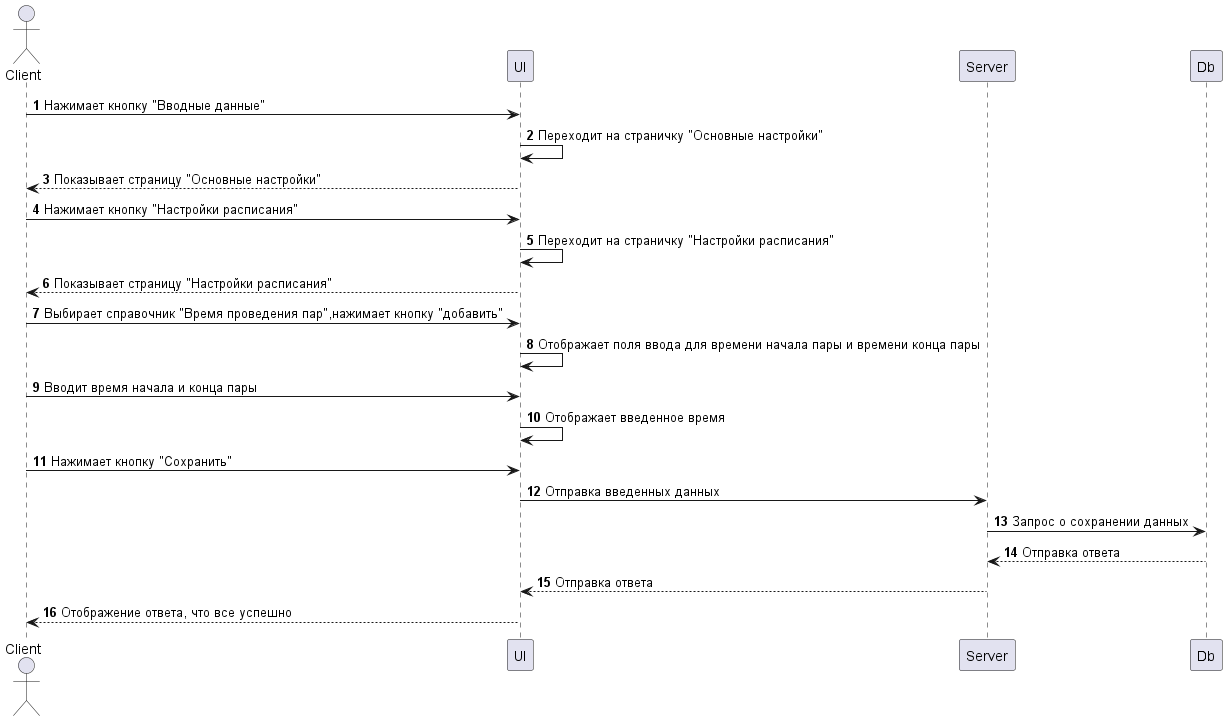 Client
UI
Server
Db
1 Нажимает кнопку "Вводные данные"
2 Переходит на страничку "Основные настройки"
3 Показывает страницу "Основные настройки"
4 Нажимает кнопку "Настройки расписания"
5 Переходит на страничку "Настройки расписания"
6 Показывает страницу "Настройки расписания"
7 Выбирает справочник "Время проведения пар",нажимает кнопку "добавить"
8 Отображает поля ввода для времени начала пары и времени конца пары
9 Вводит время начала и конца пары
10 Отображает введенное время
11 Нажимает кнопку "Сохранить"
12 Отправка введенных данных
13 Запрос о сохранении данных
14 Отправка ответа
15 Отправка ответа
16 Отображение ответа, что все успешно
Client
UI
Server
Db